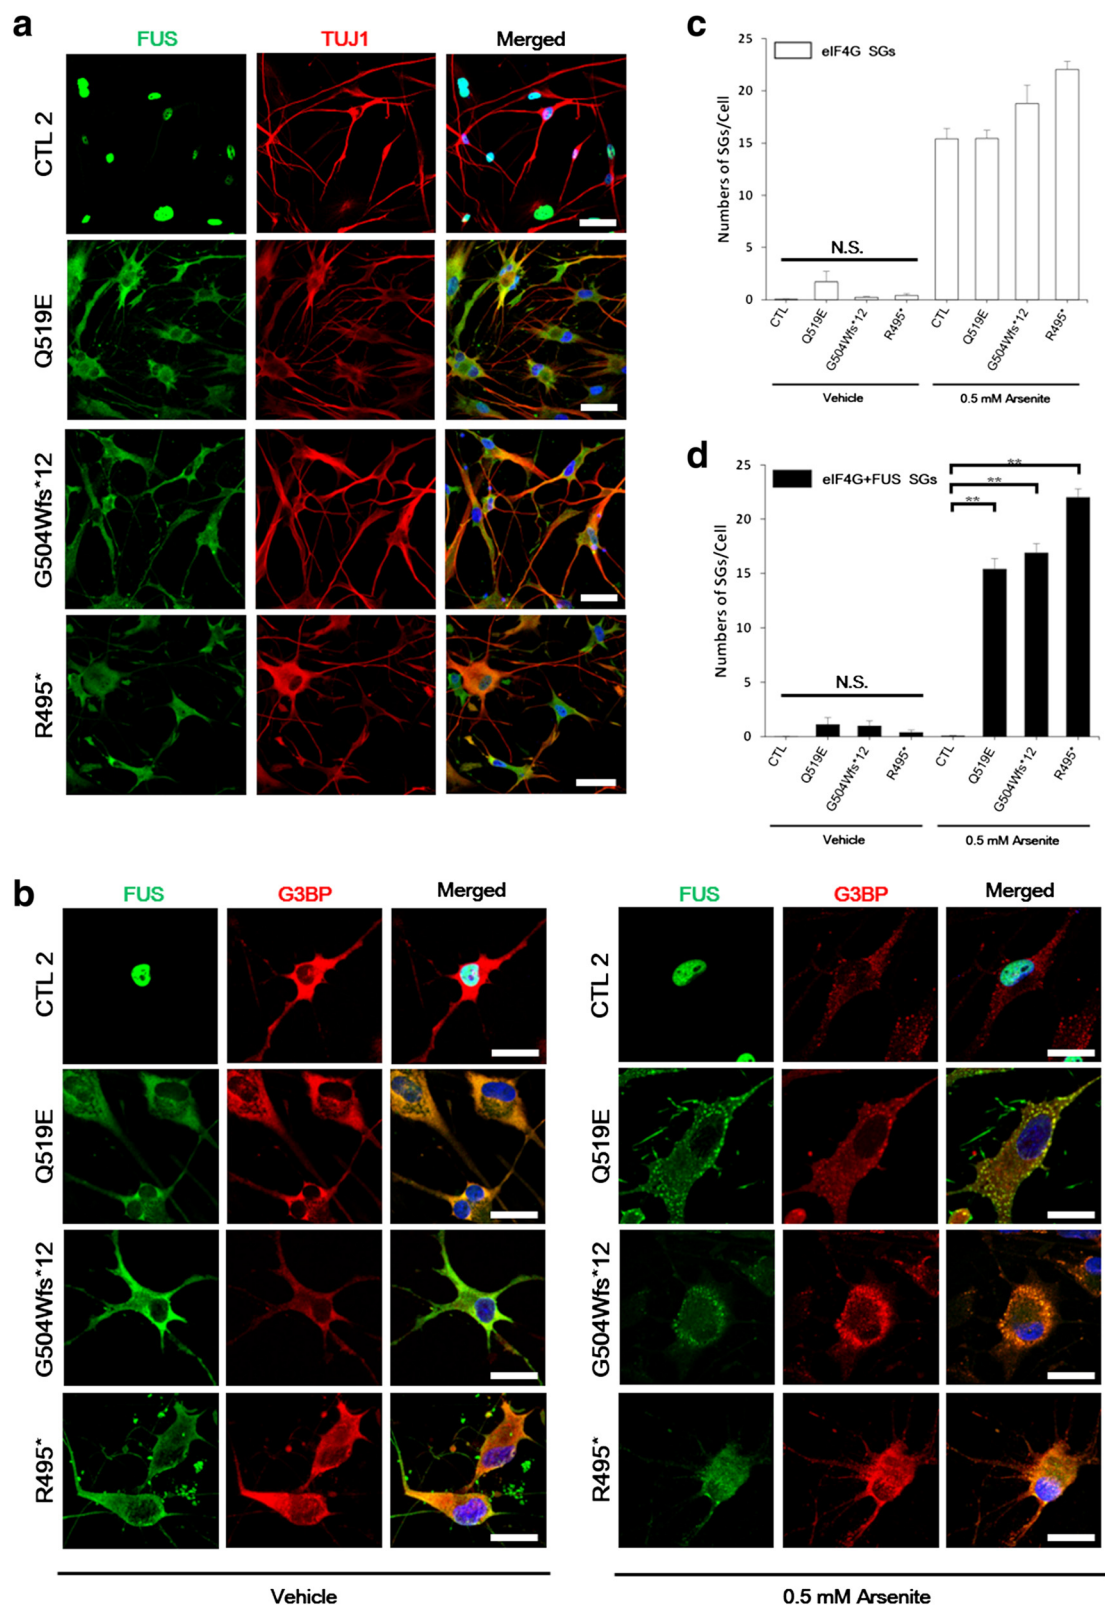 a
FUS TUJ1 Merged
CTL 2
Q519E
G504Wfs*12
R495*
c
25
20
15
10
5
0
Numbers of SGs/Cell
eIF4G SGs
N.S.
CTL Q519E G504Wfs*12 R495* CTL Q519E G504Wfs*12 R495*
Vehicle 0.5 mM Arsenite
d
25
20
15
10
5
0
Numbers of SGs/Cell
eIF4G+FUS SGs
**
**
**
N.S.
CTL Q519E G504Wfs*12 R495* CTL Q519E G504Wfs*12 R495*
Vehicle 0.5 mM Arsenite
b
FUS G3BP Merged
CTL 2
Q519E
G504Wfs*12
R495*
Vehicle
FUS G3BP Merged
CTL 2
Q519E
G504Wfs*12
R495*
0.5 mM Arsenite